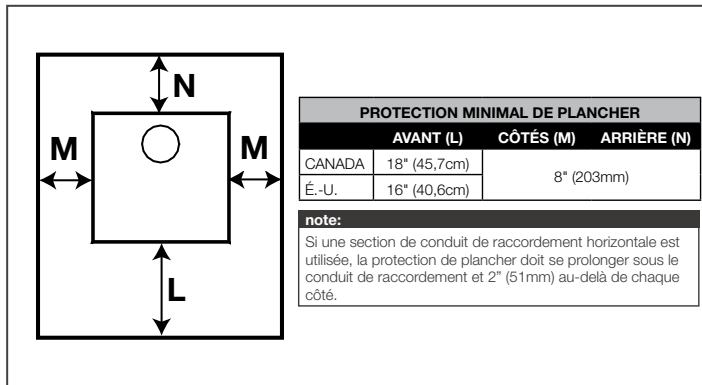 N
M M
L
PROTECTION MINIMAL DE PLANCHER
AVANT (L) CÔTÉS (M) ARRIÈRE (N)
CANADA 18" (45,7cm) 8" (203mm)
É.-U. 16" (40,6cm)
note:
Si une section de conduit de raccordement horizontale est
utilisée, la protection de plancher doit se prolonger sous le
conduit de raccordement et 2” (51mm) au-delà de chaque
côté.